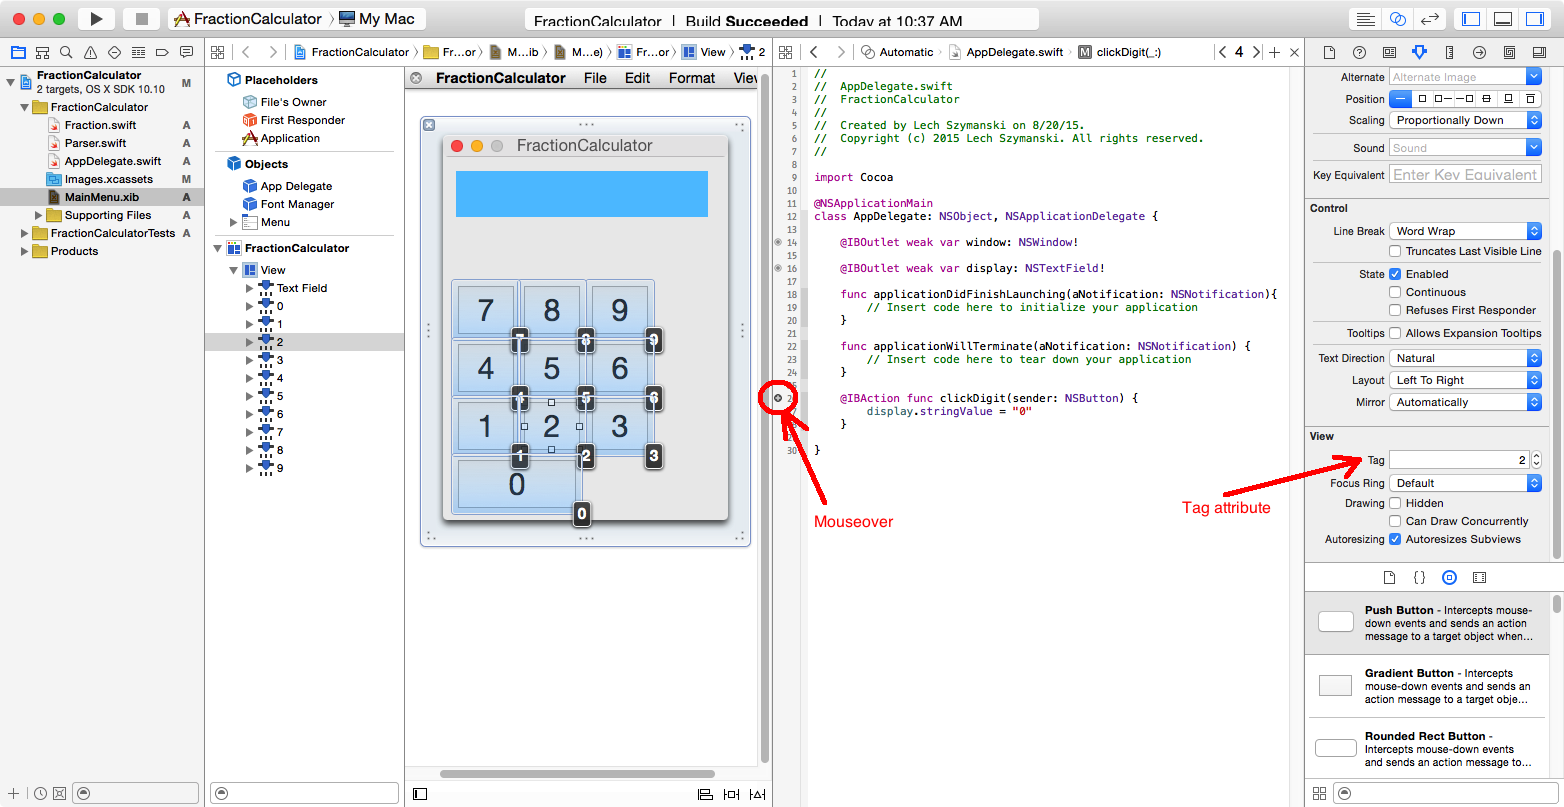 FractionCalculator
My Mac
FractionCalculator | Build Succeeded | Today at 10:37 AM
FractionCalculator
2 targets, OS X SDK 10.10
M
FractionCalculator
Fraction.swift
A
Parser.swift
A
AppDelegate.swift
A
Images.xcassets
M
MainMenu.xib
A
Supporting Files
A
FractionCalculatorTests
A
Products
FractionCalculator
Fr...or
M...ib
M...e)
Fr...or
View
2
Placeholders
File's Owner
First Responder
Application
Objects
App Delegate
Font Manager
Menu
FractionCalculator
View
Text Field
0
1
2
3
4
5
6
7
8
9
FractionCalculator
File
Edit
Format
View
FractionCalculator
7
8
9
7
8
9
4
5
6
4
5
6
1
2
3
1
2
3
0
0
Automatic
AppDelegate.swift
M
clickDigit(_:)
4
1 //
2 // AppDelegate.swift
3 // FractionCalculator
4 //
5 // Created by Lech Szymanski on 8/20/15.
6 // Copyright (c) 2015 Lech Szymanski. All rights reserved.
7 //
8
9 import Cocoa
10
11 @NSApplicationMain
12 class AppDelegate: NSObject, NSApplicationDelegate {
13
14 @IBOutlet weak var window: NSWindow!
15
16 @IBOutlet weak var display: NSTextField!
17
18 func applicationDidFinishLaunching(aNotification: NSNotification){
19 // Insert code here to initialize your application
20 }
21
22 func applicationWillTerminate(aNotification: NSNotification) {
23 // Insert code here to tear down your application
24 }
@IBAction func clickDigit(sender: NSButton) {
display.stringValue = "0"
}
30 }
Mouseover
Tag attribute
Alternate
Alternate Image
Position
Scaling
Proportionally Down
Sound
Sound
Key Equivalent
Enter Key Equivalent
Control
Line Break
Word Wrap
Truncates Last Visible Line
State
Enabled
Continuous
Refuses First Responder
Tooltips
Allows Expansion Tooltips
Text Direction
Natural
Layout
Left To Right
Mirror
Automatically
View
Tag
2
Focus Ring
Default
Drawing
Hidden
Can Draw Concurrently
Autoresizing
Autoresizes Subviews
{}
Push Button - Intercepts mouse-
down events and sends an action
message to a target object when...
Gradient Button - Intercepts
mouse-down events and sends an
action message to a target obje...
Rounded Rect Button -
Intercepts mouse-down events
and sends an action message to...